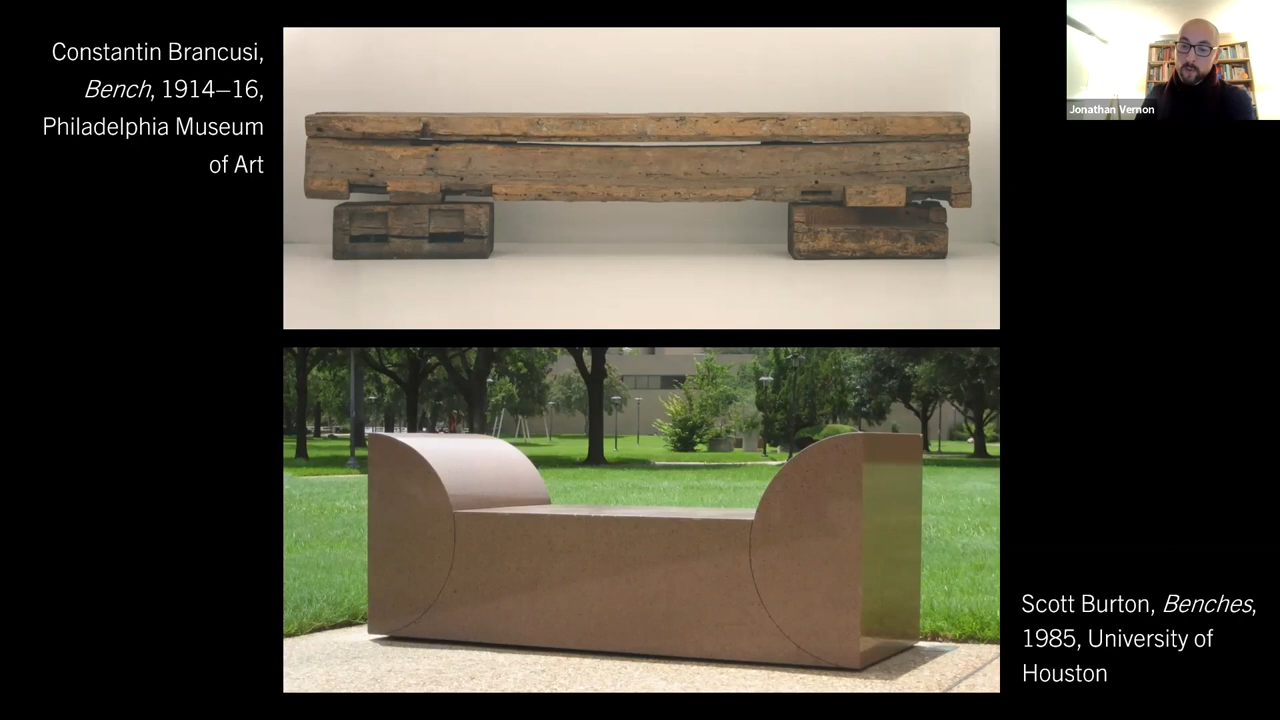 Constantin Brancusi,
Bench, 1914–16,
Philadelphia Museum
of Art
Jonathan Vernon
Scott Burton, Benches,
1985, University of
Houston